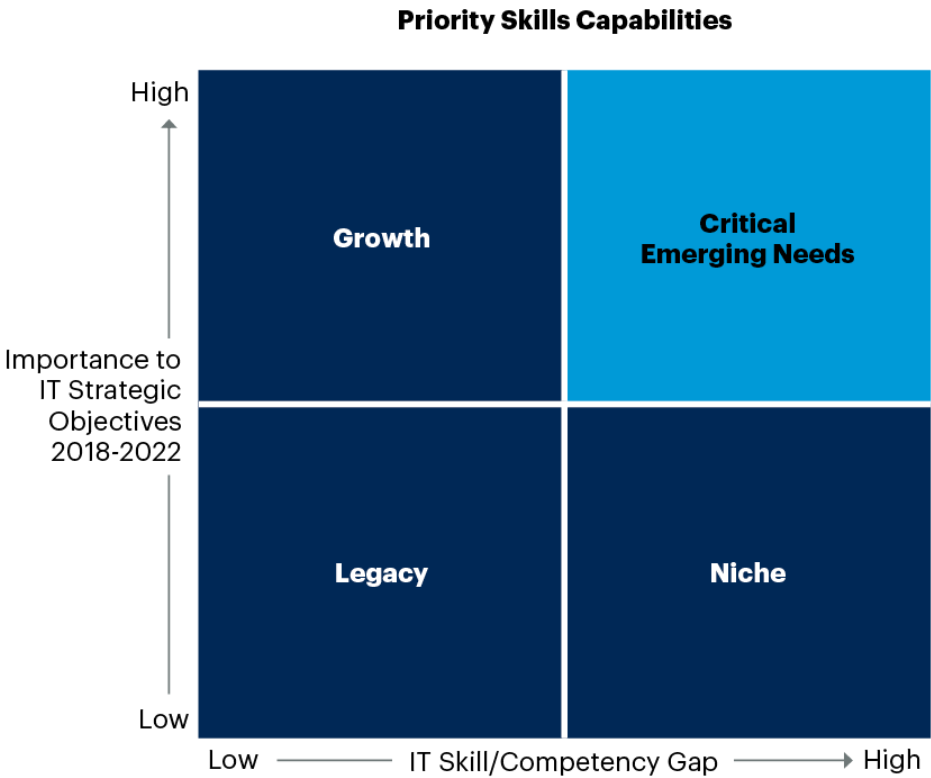 Priority Skills Capabilities
High
Growth
Critical
Emerging Needs
Importance to
IT Strategic
Objectives
2018-2022
Legacy
Niche
Low
Low
IT Skill/Competency Gap
High